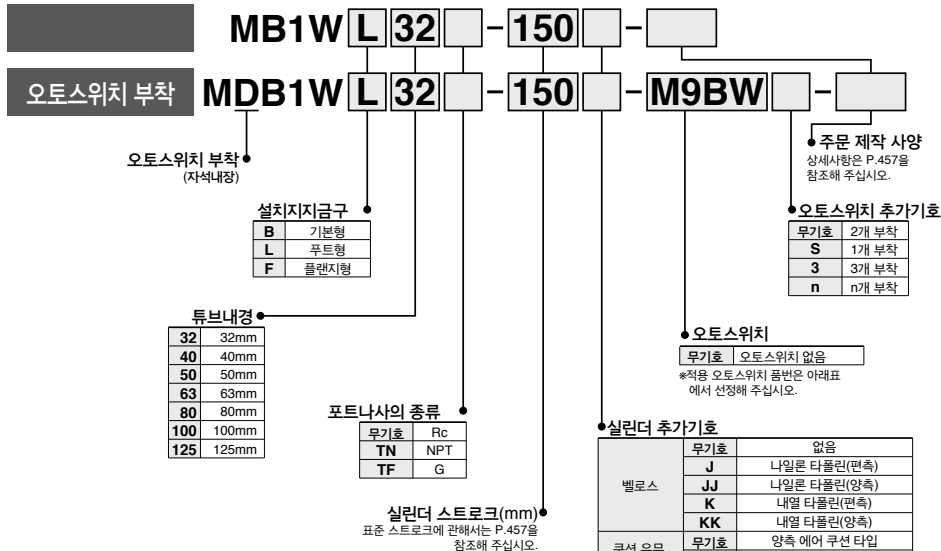 MB1W L 32 - 150 -
오토스위치 부착 MDB1W L 32 - 150 - M9BW -
오토스위치 부착
(자석내장)
주문 제작 사양
상세사항은 P.457을
참조해 주십시오.
설치지지금구
B 기본형
L 푸트형
F 플랜지형
오토스위치 추가기호
무기호 2개 부착
S 1개 부착
3 3개 부착
n n개 부착
튜브내경
32 32mm
40 40mm
50 50mm
63 63mm
80 80mm
100 100mm
125 125mm
오토스위치
무기호 오토스위치 없음
※적용 오토스위치 품번은 아래표
에서 선정해 주십시오.
포트나사의 종류
무기호 Rc
TN NPT
TF G
실린더 추가기호
벨로스
무기호 없음
J 나일론 타폴린(편측)
JJ 나일론 타폴린(양측)
K 내열 타폴린(편측)
KK 내열 타폴린(양측)
쿠션 유무
무기호 양측 에어 쿠션 타입
실린더 스트로크(mm)
표준 스트로크에 관해서는 P.457을
참조해 주십시오.